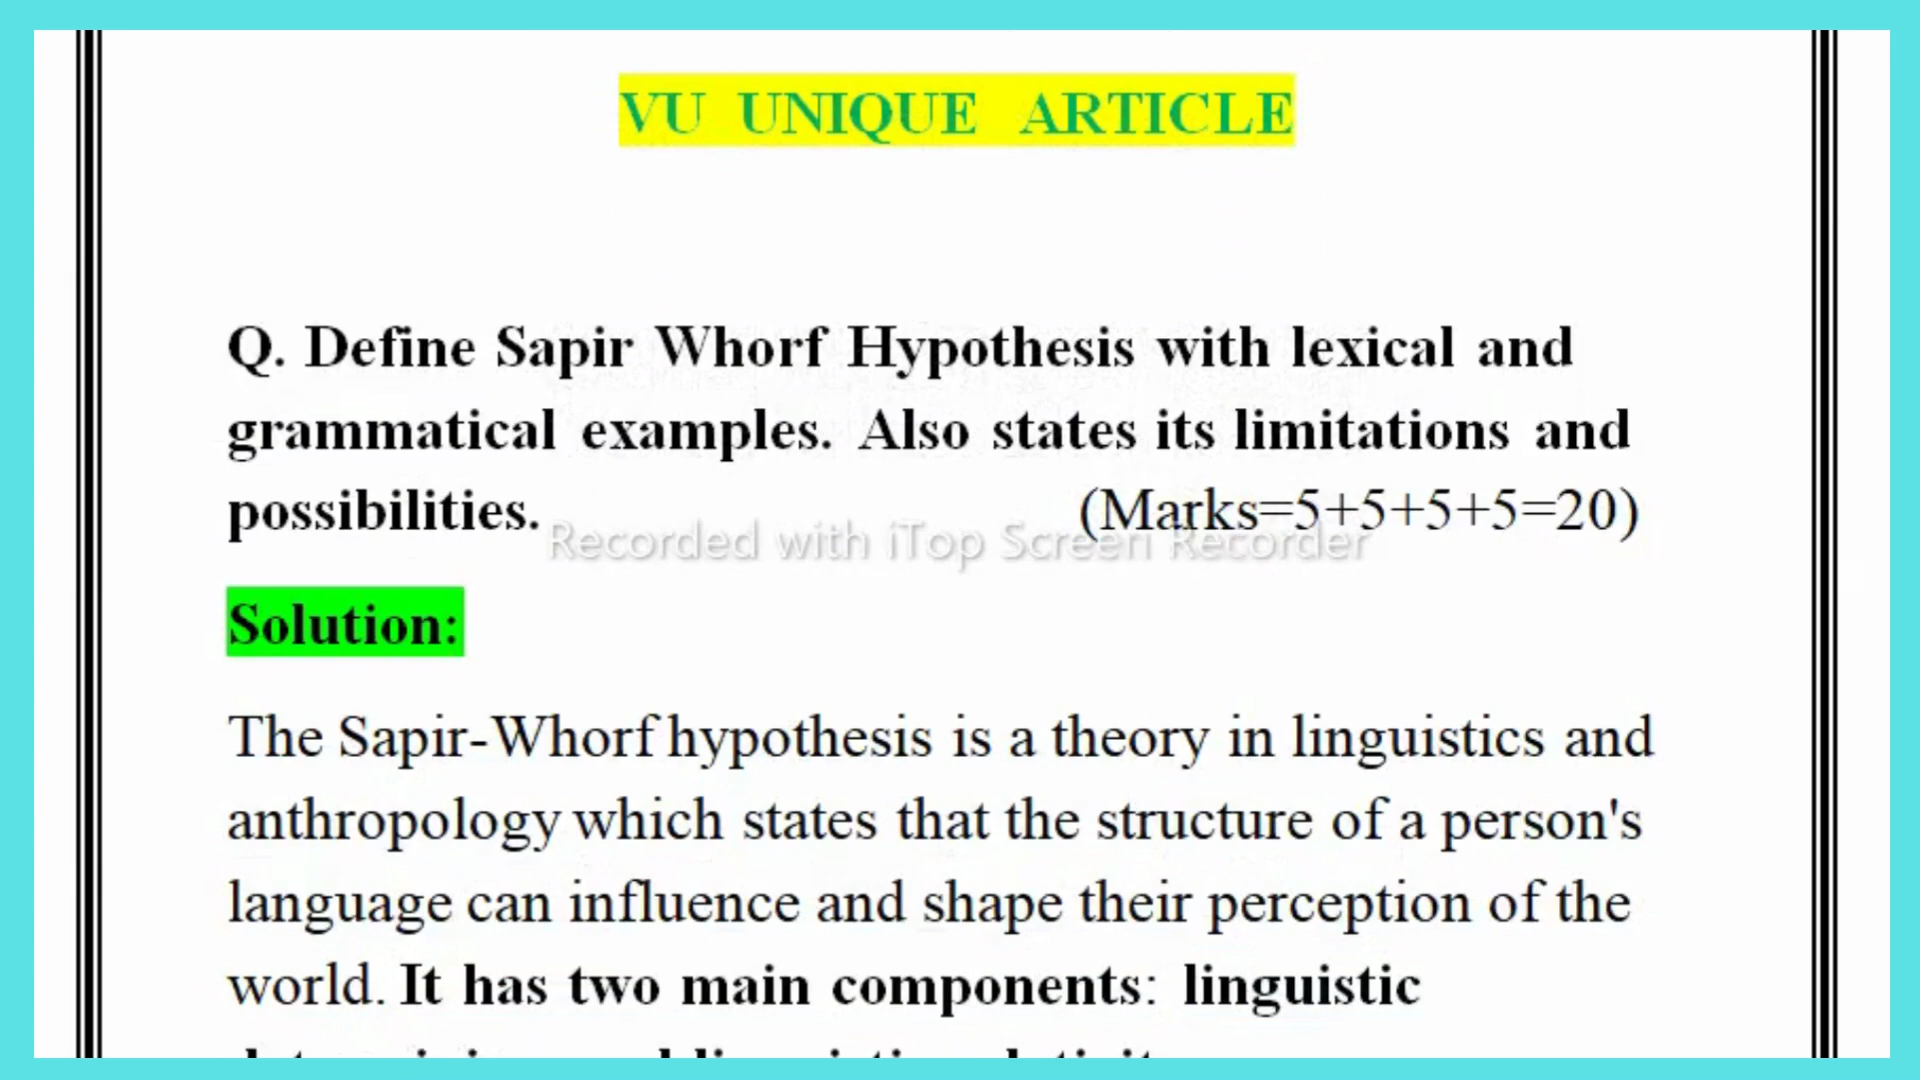 VU UNIQUE ARTICLE
Q. Define Sapir Whorf Hypothesis with lexical and
grammatical examples. Also states its limitations and
possibilities. (Marks=5+5+5+5=20)
Recorded with iTop Screen Recorder
Solution:
The Sapir-Whorf hypothesis is a theory in linguistics and
anthropology which states that the structure of a person's
language can influence and shape their perception of the
world. It has two main components: linguistic